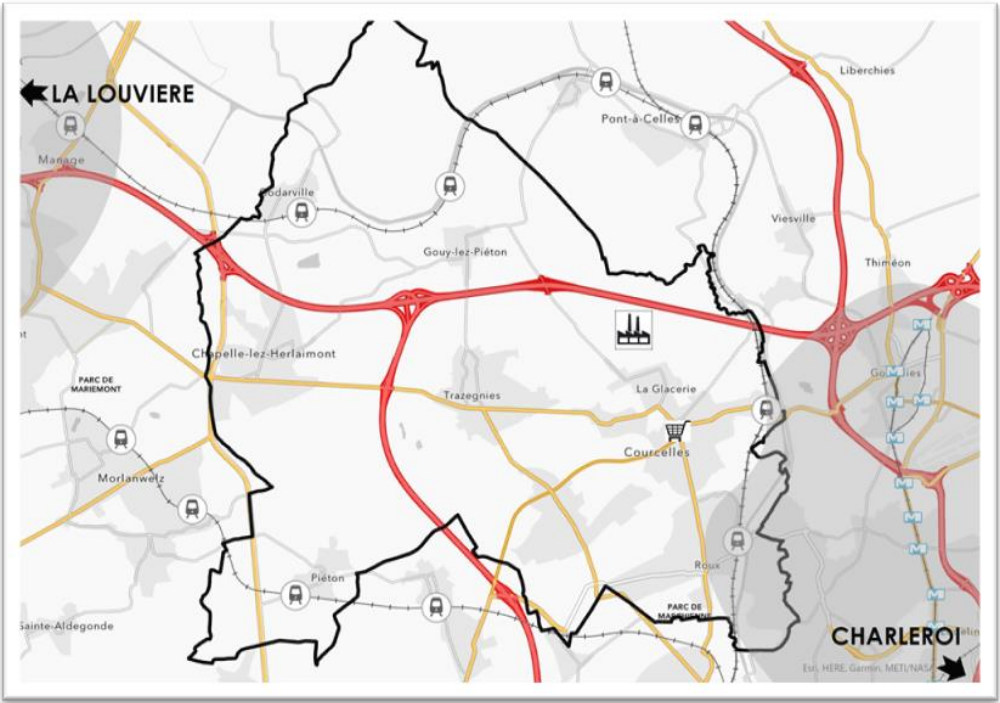 Liberchies
LA LOUVIERE
Pont-à-Celles
Manage
odarville
Viesville
Gouy-lez-Piéton
Thiméon
Chapelle-lez-Herlaimont
PARC DE
MARIEMONT
La Glacerie
Trazegnies
Courcelles
Morlanwelz
Roux
Piéton
PARC DE
Sainte-Aldegonde
CHARLEROI
Esri, HERE, Garmin, METI/NASA
M
M
M
M
M
M
M
M
M